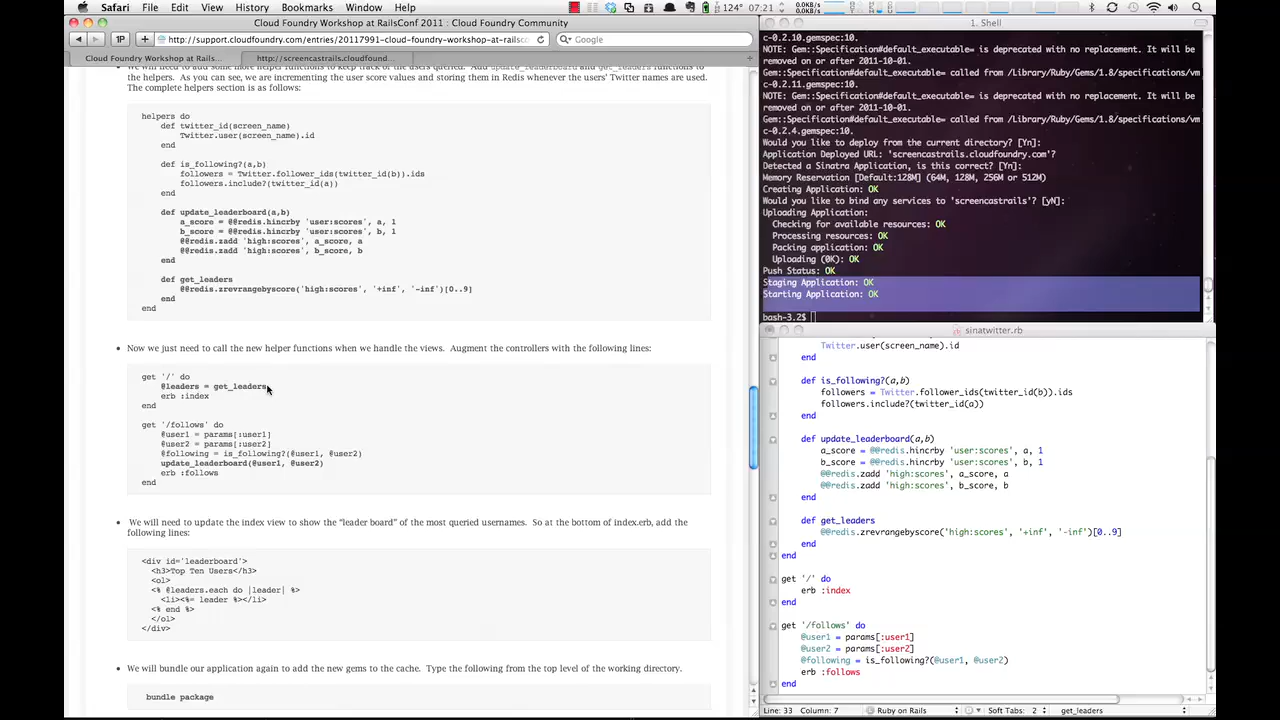 Safari File Edit View History Bookmarks Window Help
124° 07:21 0.0KB/s 0.0KB/s Fri 07:21
Cloud Foundry Workshop at RailsConf 2011 : Cloud Foundry Community
http://support.cloudfoundry.com/entries/20117991-cloud-foundry-workshop-at-railsco
Google
Cloud Foundry Workshop at Rails... http://screencastrails.cloudfound...
the helpers. As you can see, we are incrementing the user score values and storing them in Redis whenever the users' Twitter names are used.
The complete helpers section is as follows:
helpers do
def twitter_id(screen_name)
Twitter.user(screen_name).id
end
def is_following?(a,b)
followers = Twitter.follower_ids(twitter_id(b)).ids
followers.include?(twitter_id(a))
end
def update_leaderboard(a,b)
a_score = @@redis.hincrby 'user:scores', a, 1
b_score = @@redis.hincrby 'user:scores', b, 1
@@redis.zadd 'high:scores', a_score, a
@@redis.zadd 'high:scores', b_score, b
end
def get_leaders
@@redis.zrevrangebyscore('high:scores', '+inf', '-inf')[0..9]
end
end
Now we just need to call the new helper functions when we handle the views. Augment the controllers with the following lines:
get '/' do
@leaders = get_leaders
erb :index
end
get '/follows' do
@user1 = params[:user1]
@user2 = params[:user2]
@following = is_following?(@user1, @user2)
update_leaderboard(@user1, @user2)
erb :follows
end
We will need to update the index view to show the “leader board” of the most queried usernames. So at the bottom of index.erb, add the
following lines:
<div id='leaderboard'>
<h3>Top Ten Users</h3>
<ol>
<% @leaders.each do |leader| %>
<li><%= leader %></li>
<% end %>
</ol>
</div>
We will bundle our application again to add the new gems to the cache. Type the following from the top level of the working directory.
bundle package
1. Shell
c-0.2.10.gemspec:10.
NOTE: Gem::Specification#default_executable= is deprecated with no replacement. It will be
removed on or after 2011-10-01.
Gem::Specification#default_executable= called from /Library/Ruby/Gems/1.8/specifications/vm
c-0.2.11.gemspec:10.
NOTE: Gem::Specification#default_executable= is deprecated with no replacement. It will be
removed on or after 2011-10-01.
Gem::Specification#default_executable= called from /Library/Ruby/Gems/1.8/specifications/vm
c-0.2.4.gemspec:10.
Would you like to deploy from the current directory? [Yn]:
Application Deployed URL: 'screencastrails.cloudfoundry.com'?
Detected a Sinatra Application, is this correct? [Yn]:
Memory Reservation [Default:128M] (64M, 128M, 256M or 512M)
Creating Application: OK
Would you like to bind any services to 'screencastrails'? [yN]:
Uploading Application:
Checking for available resources: OK
Processing resources: OK
Packing application: OK
Uploading (0K): OK
Push Status: OK
Staging Application: OK
Starting Application: OK
bash-3.2$
sinatwitter.rb
Twitter.user(screen_name).id
end
def is_following?(a,b)
followers = Twitter.follower_ids(twitter_id(b)).ids
followers.include?(twitter_id(a))
end
def update_leaderboard(a,b)
a_score = @@redis.hincrby 'user:scores', a, 1
b_score = @@redis.hincrby 'user:scores', b, 1
@@redis.zadd 'high:scores', a_score, a
@@redis.zadd 'high:scores', b_score, b
end
def get_leaders
@@redis.zrevrangebyscore('high:scores', '+inf', '-inf')[0..9]
end
end
get '/' do
erb :index
end
get '/follows' do
@user1 = params[:user1]
@user2 = params[:user2]
@following = is_following?(@user1, @user2)
erb :follows
end
Line: 33 Column: 7 Ruby on Rails Soft Tabs: 2 get_leaders